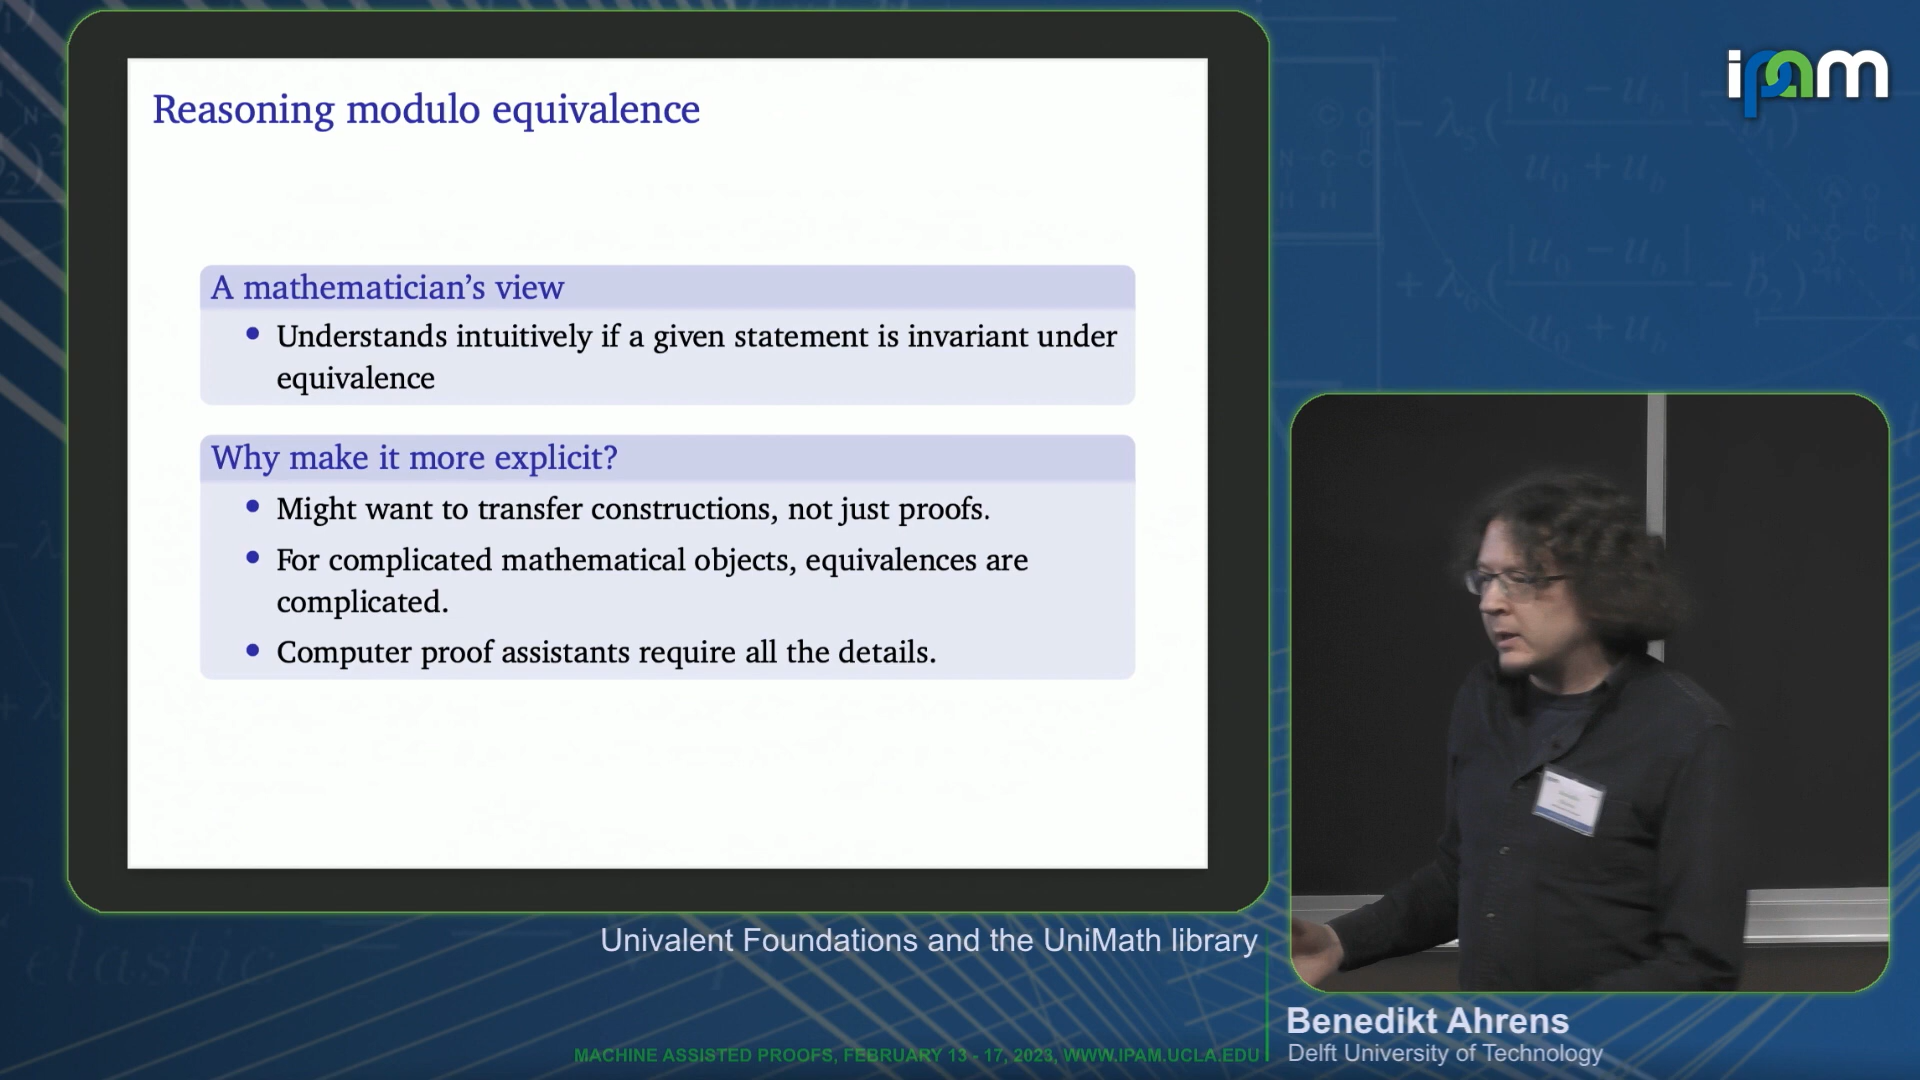 Reasoning modulo equivalence
A mathematician's view
• Understands intuitively if a given statement is invariant under
equivalence
Why make it more explicit?
• Might want to transfer constructions, not just proofs.
• For complicated mathematical objects, equivalences are
complicated.
• Computer proof assistants require all the details.
ipam
Univalent Foundations and the UniMath library
Benedikt Ahrens
Delft University of Technology
MACHINE ASSISTED PROOFS, FEBRUARY 13 - 17, 2023, WWW.IPAM.UCLA.EDU
elastic